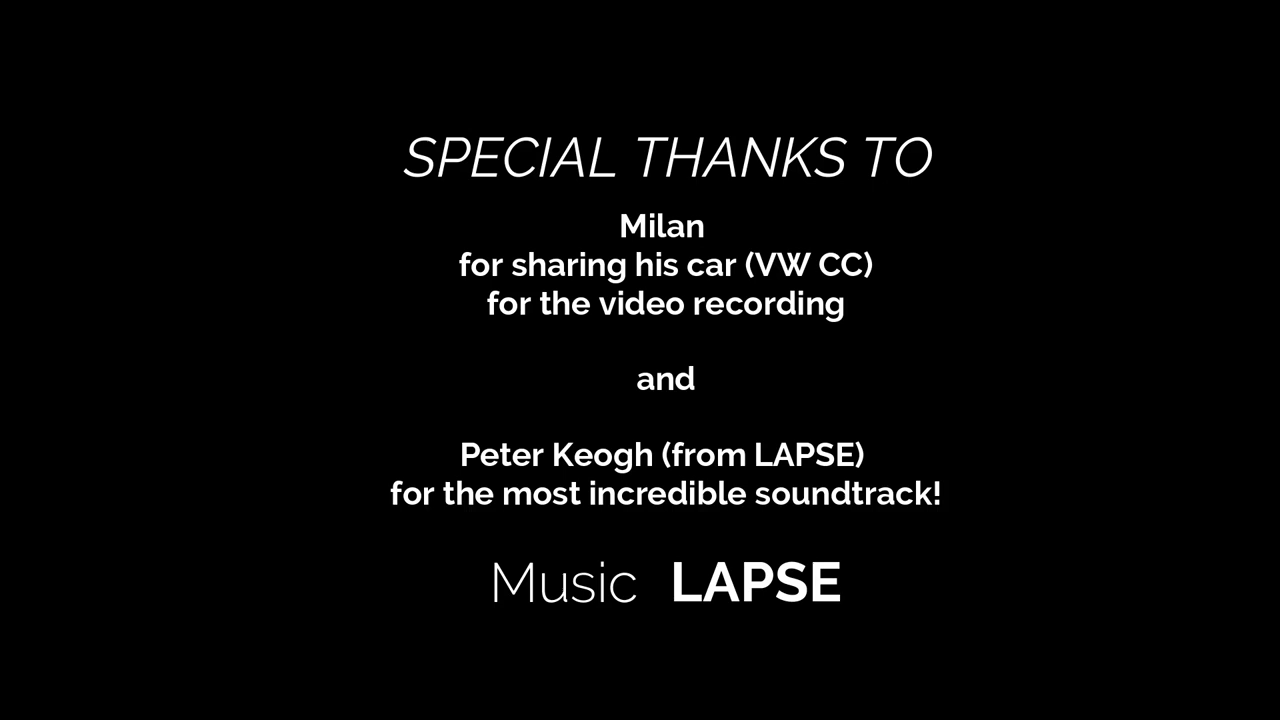 SPECIAL THANKS TO
Milan
for sharing his car (VW CC)
for the video recording
and
Peter Keogh (from LAPSE)
for the most incredible soundtrack!
Music LAPSE